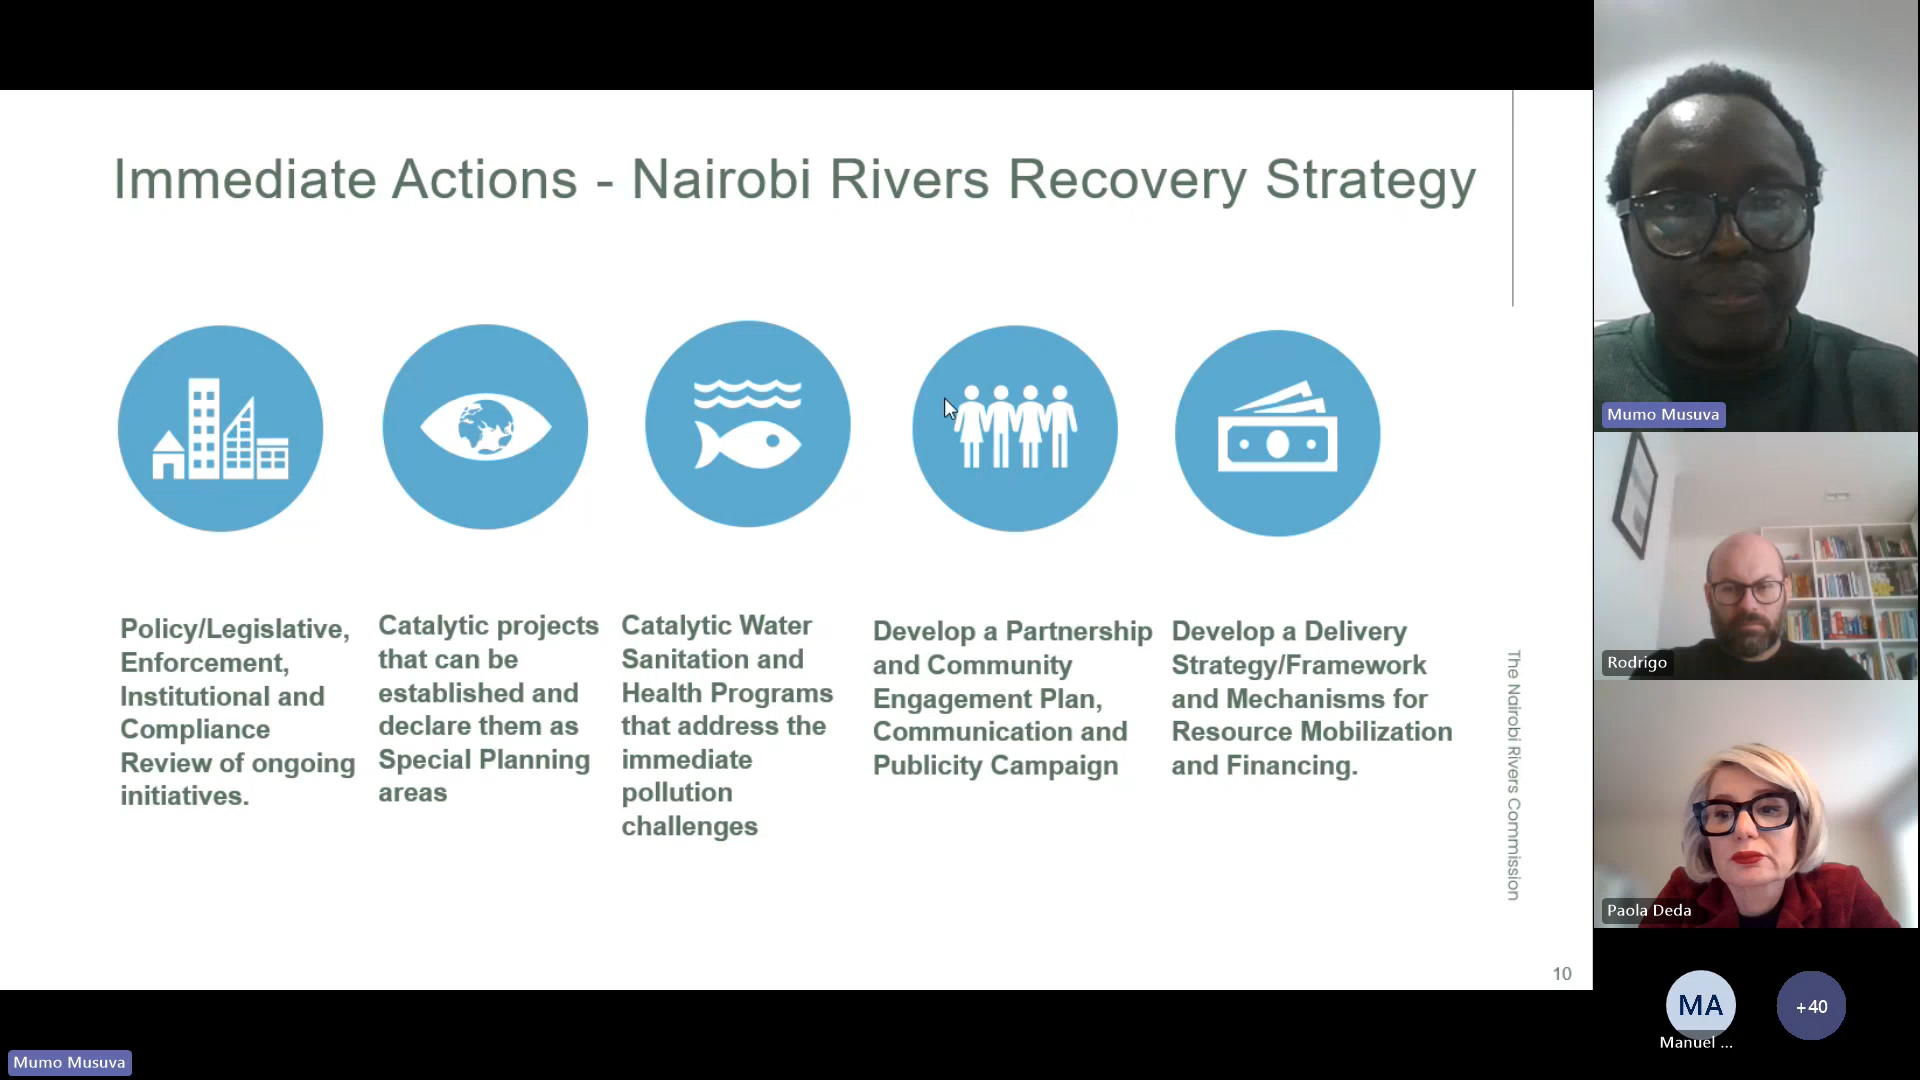 Immediate Actions - Nairobi Rivers Recovery Strategy
Policy/Legislative,
Enforcement,
Institutional and
Compliance
Review of ongoing
initiatives.
Catalytic projects
that can be
established and
declare them as
Special Planning
areas
Catalytic Water
Sanitation and
Health Programs
that address the
immediate
pollution
challenges
Develop a Partnership
and Community
Engagement Plan,
Communication and
Publicity Campaign
Develop a Delivery
Strategy/Framework
and Mechanisms for
Resource Mobilization
and Financing.
The Nairobi Rivers Commission
10
Mumo Musuva
Rodrigo
Paola Deda
MA
Manuel ...
+40
Mumo Musuva